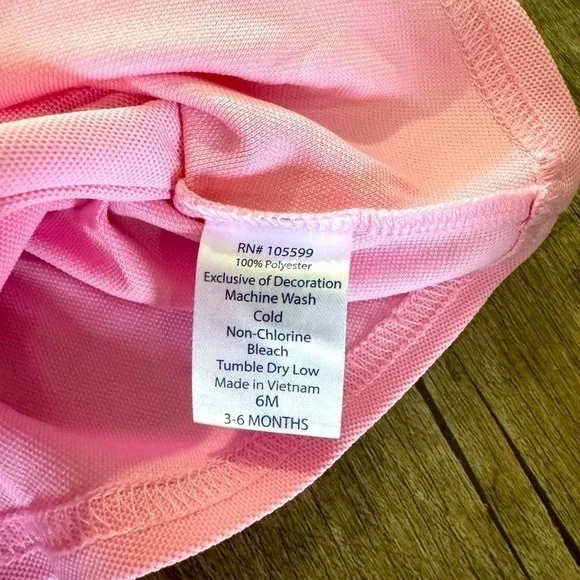 RN# 105599
100% Polyester
Exclusive of Decoration
Machine Wash
Cold
Non-Chlorine
Bleach
Tumble Dry Low
Made in Vietnam
6M
3-6 MONTHS